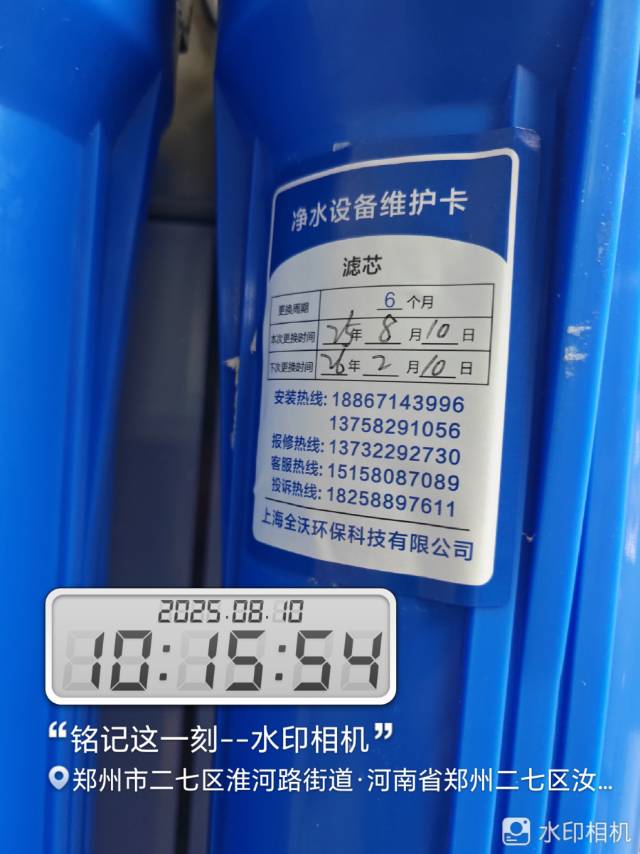 净水设备维护卡
滤芯
更换周期 6 个月
本次更换时间 25年 8 月 10 日
下次更换时间 26年 2 月 10 日
安装热线: 18867143996
13758291056
报修热线: 13732292730
客服热线: 15158087089
投诉热线: 18258897611
上海全沃环保科技有限公司
2025.08.10
10:15:54
“铭记这一刻--水印相机”
郑州市二七区淮河路街道·河南省郑州二七区汝...
水印相机